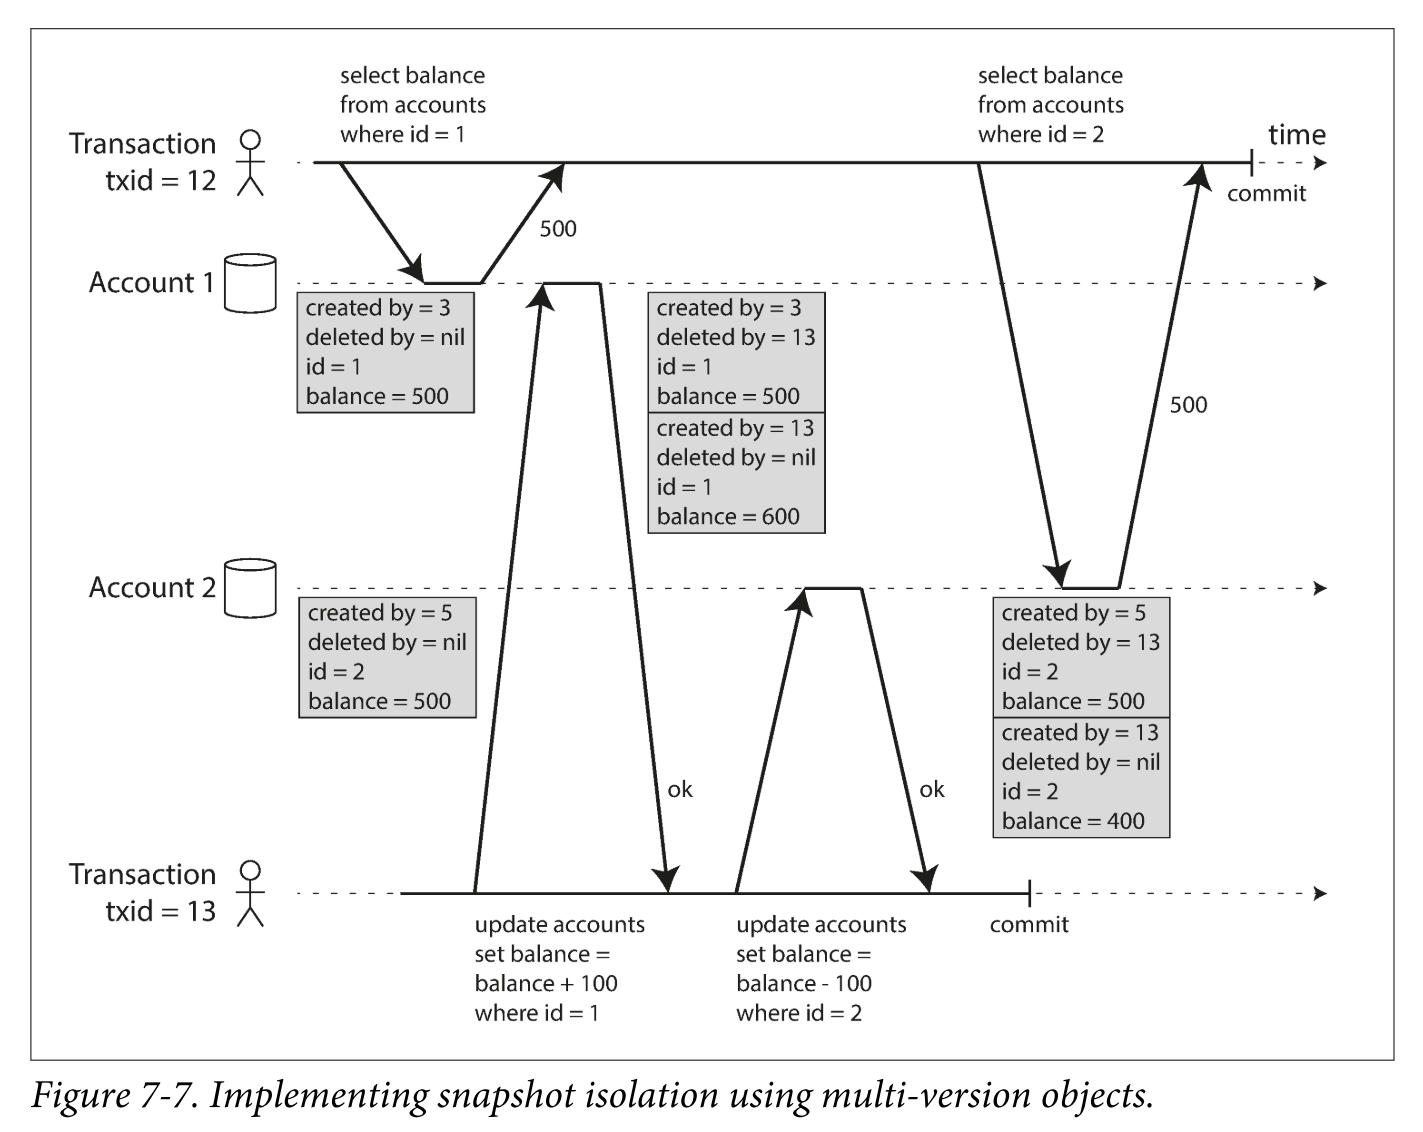 select balance
from accounts
where id = 1
select balance
from accounts
where id = 2
time
Transaction
txid = 12
commit
500
Account 1
created by = 3
deleted by = nil
id = 1
balance = 500
created by = 3
deleted by = 13
id = 1
balance = 500
created by = 13
deleted by = nil
id = 1
balance = 600
500
Account 2
created by = 5
deleted by = nil
id = 2
balance = 500
created by = 5
deleted by = 13
id = 2
balance = 500
created by = 13
deleted by = nil
id = 2
balance = 400
ok
ok
Transaction
txid = 13
update accounts
set balance =
balance + 100
where id = 1
update accounts
set balance =
balance - 100
where id = 2
commit
Figure 7-7. Implementing snapshot isolation using multi-version objects.